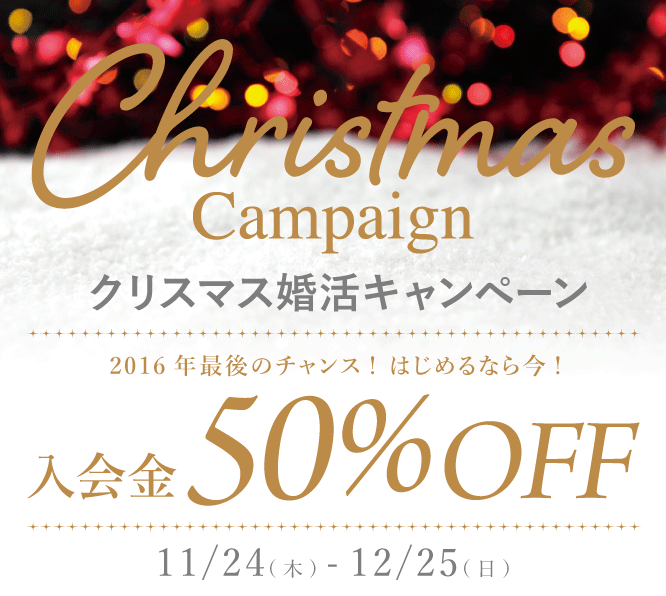 Christmas
Campaign
クリスマス婚活キャンペーン
2016年最後のチャンス！はじめるなら今！
入会金50%OFF
11/24(木)-12/25(日)